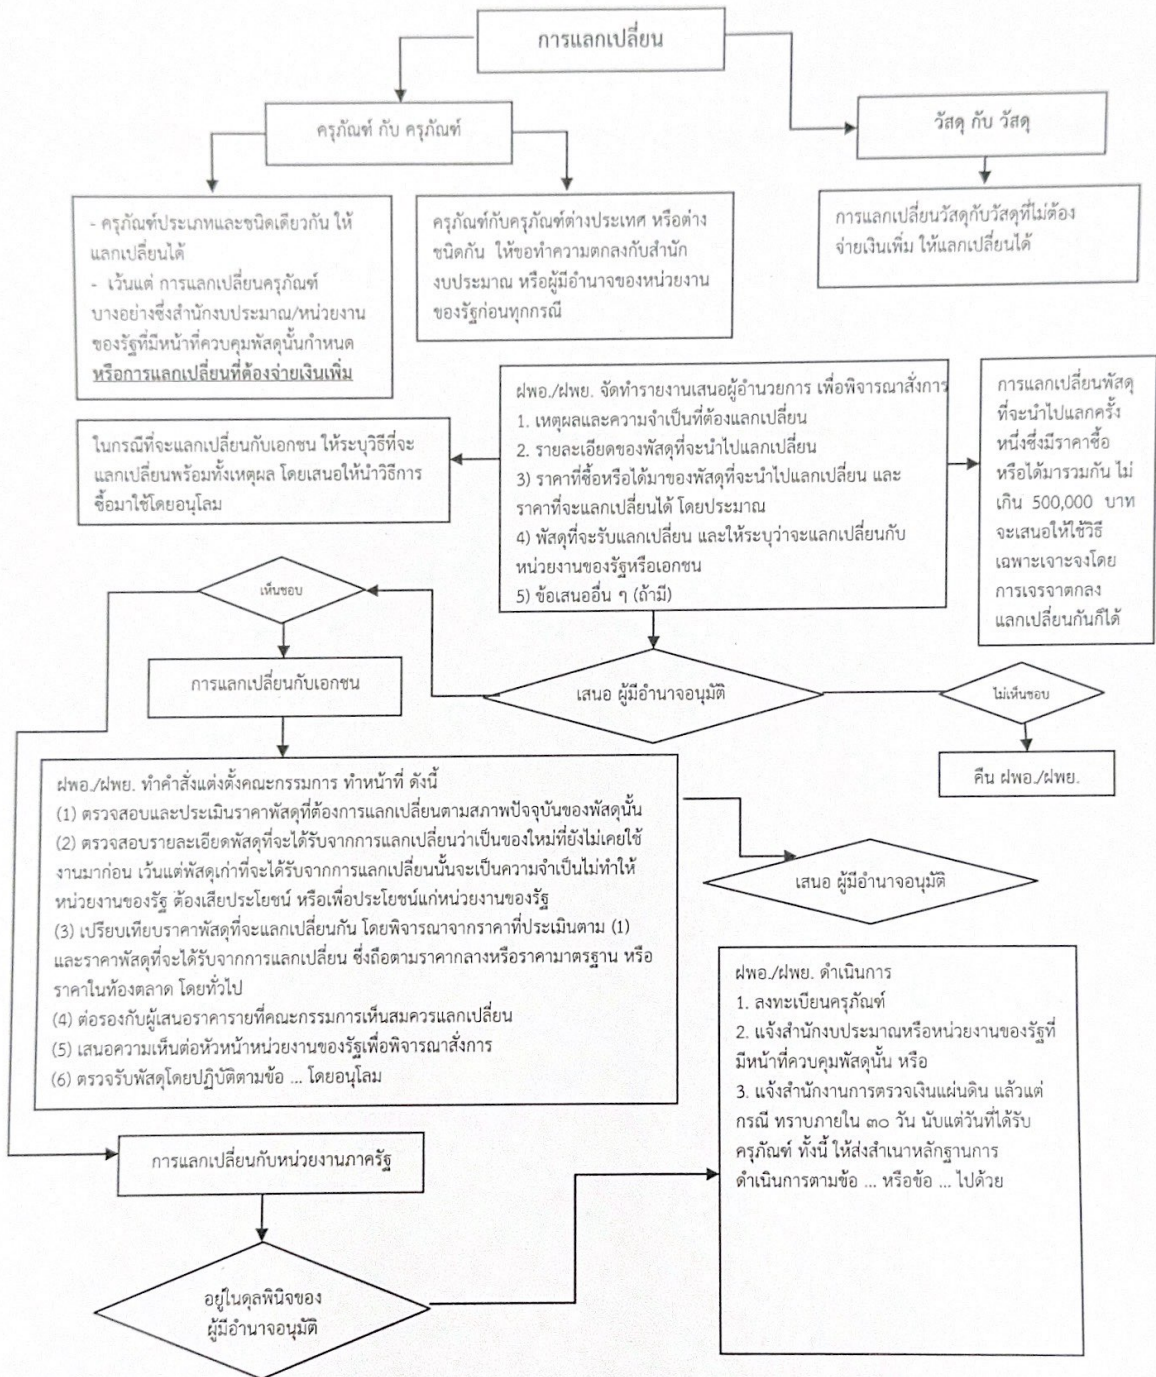 การแลกเปลี่ยน
ครุภัณฑ์ กับ ครุภัณฑ์
วัสดุ กับ วัสดุ
- ครุภัณฑ์ประเภทและชนิดเดียวกัน ให้
แลกเปลี่ยนได้
- เว้นแต่ การแลกเปลี่ยนครุภัณฑ์
บางอย่างซึ่งสำนักงบประมาณ/หน่วยงาน
ของรัฐที่มีหน้าที่ควบคุมพัสดุนั้นกำหนด
หรือการแลกเปลี่ยนที่ต้องจ่ายเงินเพิ่ม
ครุภัณฑ์กับครุภัณฑ์ต่างประเทศ หรือต่าง
ชนิดกัน ให้ขอทำความตกลงกับสำนัก
งบประมาณ หรือผู้มีอำนาจของหน่วยงาน
ของรัฐก่อนทุกกรณี
การแลกเปลี่ยนวัสดุกับวัสดุที่ไม่ต้อง
จ่ายเงินเพิ่ม ให้แลกเปลี่ยนได้
ในกรณีที่จะแลกเปลี่ยนกับเอกชน ให้ระบุวิธีที่จะ
แลกเปลี่ยนพร้อมทั้งเหตุผล โดยเสนอให้นำวิธีการ
ซื้อมาใช้โดยอนุโลม
ฝพอ./ฝพย. จัดทำรายงานเสนอผู้อำนวยการ เพื่อพิจารณาสั่งการ
1. เหตุผลและความจำเป็นที่ต้องแลกเปลี่ยน
2. รายละเอียดของพัสดุที่จะนำไปแลกเปลี่ยน
3) ราคาที่ซื้อหรือได้มาของพัสดุที่จะนำไปแลกเปลี่ยน และ
ราคาที่จะแลกเปลี่ยนได้ โดยประมาณ
4) พัสดุที่จะรับแลกเปลี่ยน และให้ระบุว่าจะแลกเปลี่ยนกับ
หน่วยงานของรัฐหรือเอกชน
5) ข้อเสนออื่น ๆ (ถ้ามี)
การแลกเปลี่ยนพัสดุ
ที่จะนำไปแลกครั้ง
หนึ่งซึ่งมีราคาซื้อ
หรือได้มารวมกัน ไม่
เกิน 500,000 บาท
จะเสนอให้ใช้วิธี
เฉพาะเจาะจงโดย
การเจรจาตกลง
แลกเปลี่ยนกันก็ได้
เห็นชอบ
เสนอ ผู้มีอำนาจอนุมัติ
ไม่เห็นชอบ
การแลกเปลี่ยนกับเอกชน
คืน ฝพอ./ฝพย.
ฝพอ./ฝพย. ทำคำสั่งแต่งตั้งคณะกรรมการ ทำหน้าที่ ดังนี้
(1) ตรวจสอบและประเมินราคาพัสดุที่ต้องการแลกเปลี่ยนตามสภาพปัจจุบันของพัสดุนั้น
(2) ตรวจสอบรายละเอียดพัสดุที่จะได้รับจากการแลกเปลี่ยนว่าเป็นของใหม่ที่ยังไม่เคยใช้
งานมาก่อน เว้นแต่พัสดุเก่าที่จะได้รับจากการแลกเปลี่ยนนั้นจะเป็นความจำเป็นไม่ทำให้
หน่วยงานของรัฐ ต้องเสียประโยชน์ หรือเพื่อประโยชน์แก่หน่วยงานของรัฐ
(3) เปรียบเทียบราคาพัสดุที่จะแลกเปลี่ยนกัน โดยพิจารณาจากราคาที่ประเมินตาม (1)
และราคาพัสดุที่จะได้รับจากการแลกเปลี่ยน ซึ่งถือตามราคากลางหรือราคามาตรฐาน หรือ
ราคาในท้องตลาด โดยทั่วไป
(4) ต่อรองกับผู้เสนอราคารายที่คณะกรรมการเห็นสมควรแลกเปลี่ยน
(5) เสนอความเห็นต่อหัวหน้าหน่วยงานของรัฐเพื่อพิจารณาสั่งการ
(6) ตรวจรับพัสดุโดยปฏิบัติตามข้อ ... โดยอนุโลม
เสนอ ผู้มีอำนาจอนุมัติ
ฝพอ./ฝพย. ดำเนินการ
1. ลงทะเบียนครุภัณฑ์
2. แจ้งสำนักงบประมาณหรือหน่วยงานของรัฐที่
มีหน้าที่ควบคุมพัสดุนั้น หรือ
3. แจ้งสำนักงานการตรวจเงินแผ่นดิน แล้วแต่
กรณี ทราบภายใน ๓๐ วัน นับแต่วันที่ได้รับ
ครุภัณฑ์ ทั้งนี้ ให้ส่งสำเนาหลักฐานการ
ดำเนินการตามข้อ ... หรือข้อ ... ไปด้วย
การแลกเปลี่ยนกับหน่วยงานภาครัฐ
อยู่ในดุลพินิจของ
ผู้มีอำนาจอนุมัติ